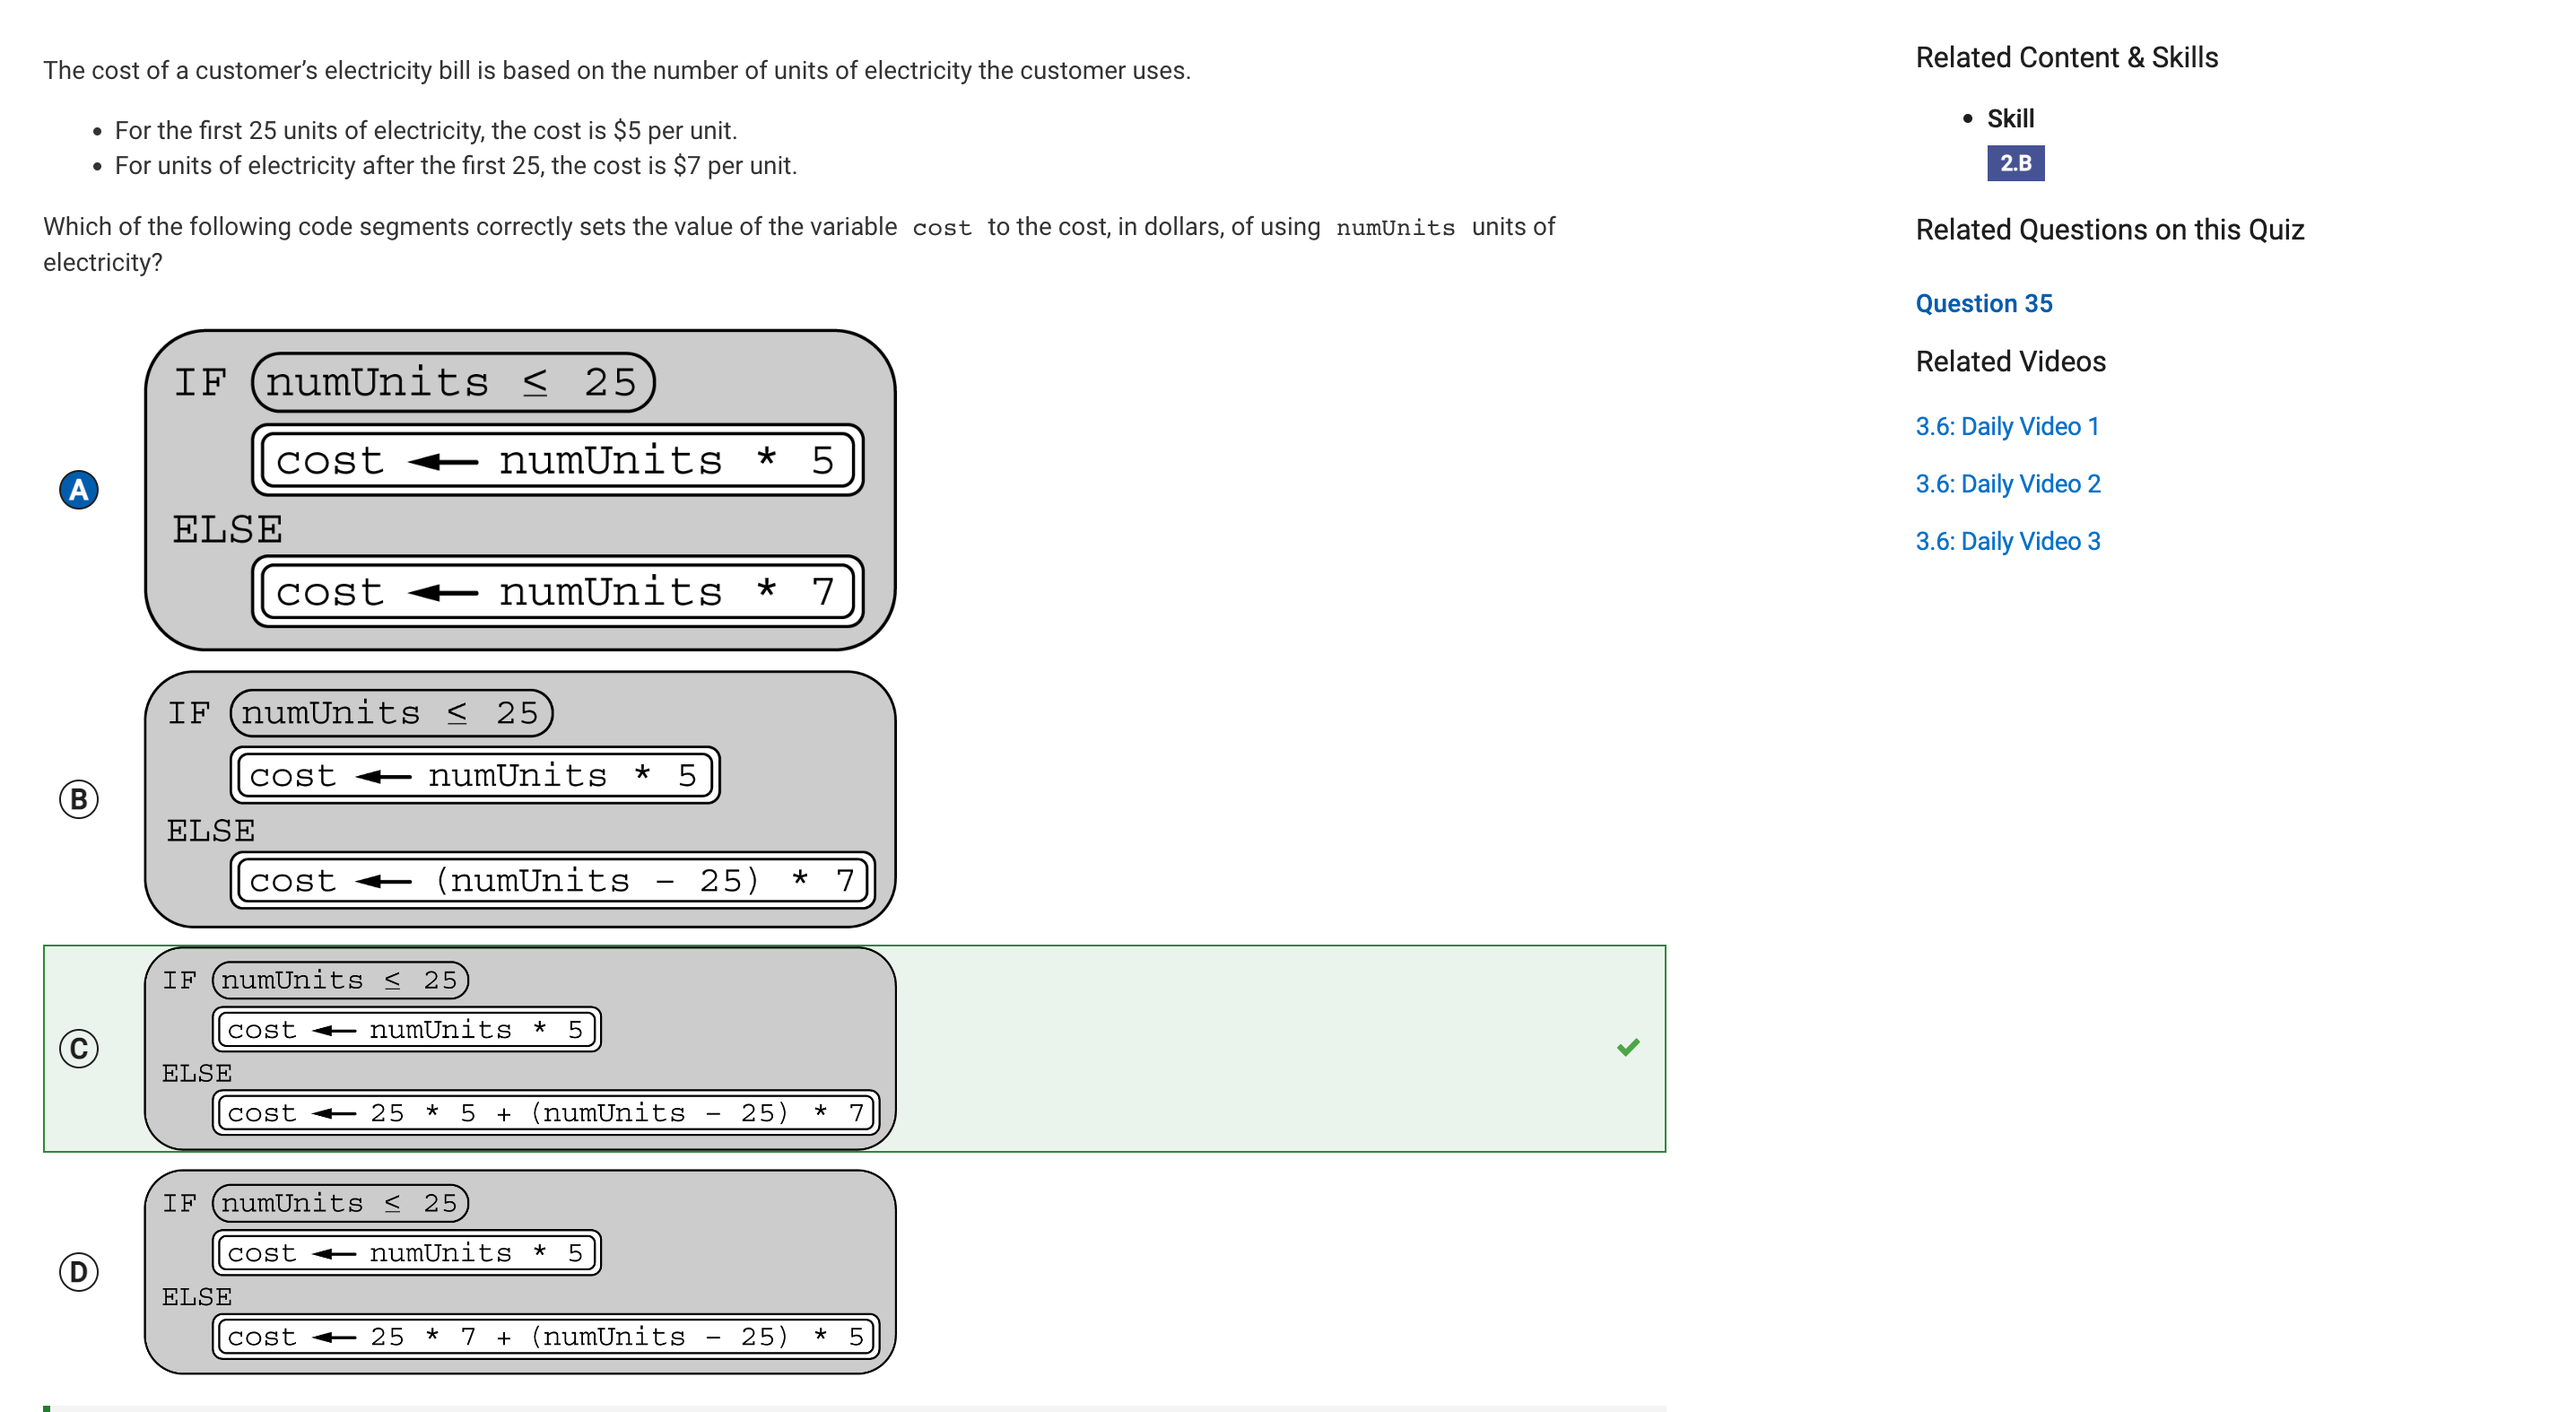 The cost of a customer’s electricity bill is based on the number of units of electricity the customer uses.
• For the first 25 units of electricity, the cost is $5 per unit.
• For units of electricity after the first 25, the cost is $7 per unit.
Which of the following code segments correctly sets the value of the variable cost to the cost, in dollars, of using numUnits units of
electricity?
A
IF numUnits ≤ 25
cost ← numUnits * 5
ELSE
cost ← numUnits * 7
B
IF numUnits ≤ 25
cost ← numUnits * 5
ELSE
cost ← (numUnits - 25) * 7
C
IF numUnits ≤ 25
cost ← numUnits * 5
ELSE
cost ← 25 * 5 + (numUnits - 25) * 7
D
IF numUnits ≤ 25
cost ← numUnits * 5
ELSE
cost ← 25 * 7 + (numUnits - 25) * 5
Related Content & Skills
• Skill
2.B
Related Questions on this Quiz
Question 35
Related Videos
3.6: Daily Video 1
3.6: Daily Video 2
3.6: Daily Video 3